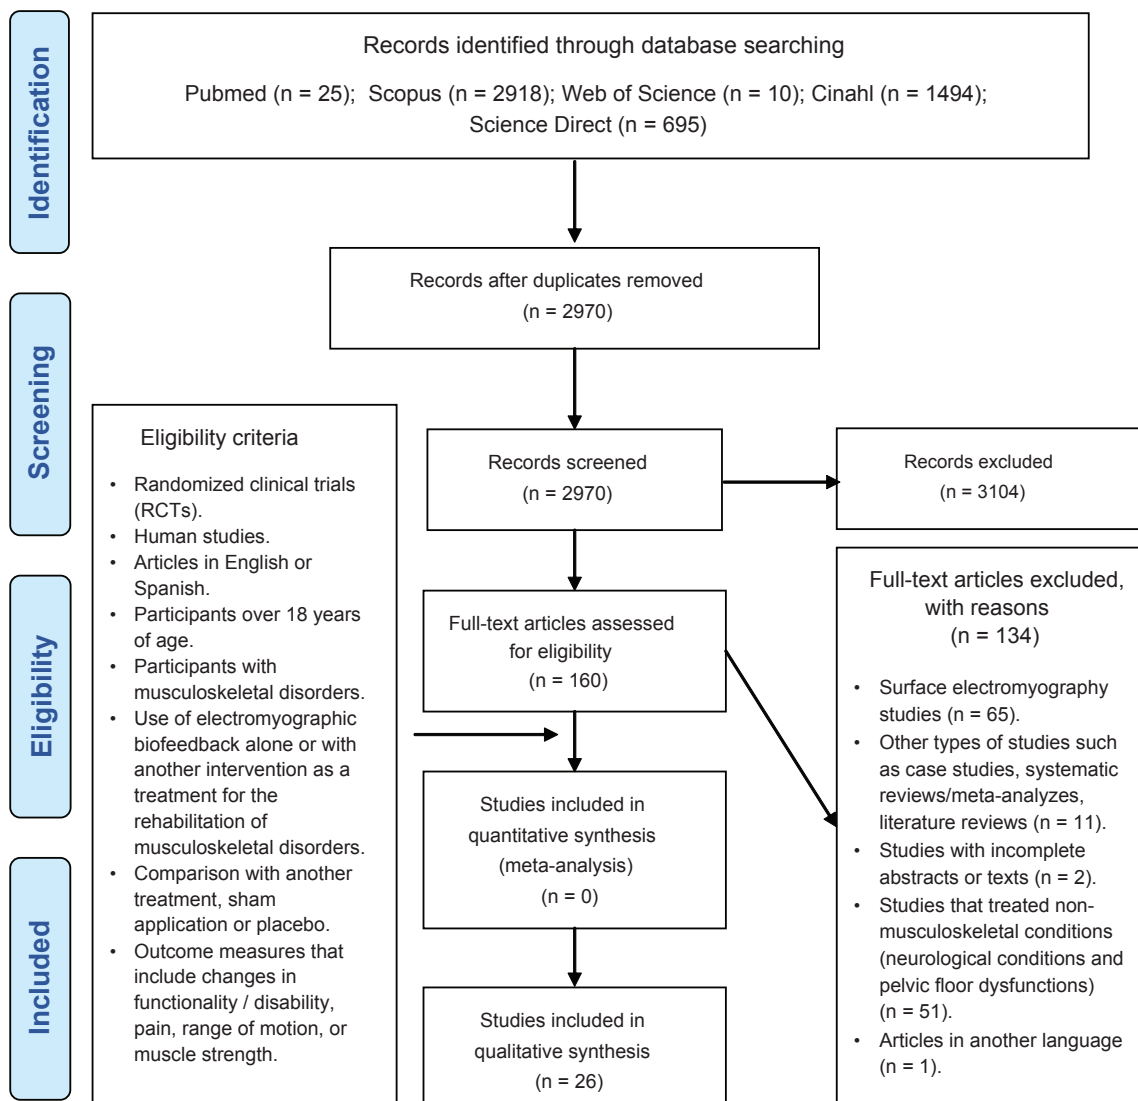 Identification
Records identified through database searching
Pubmed (n = 25); Scopus (n = 2918); Web of Science (n = 10); Cinahl (n = 1494);
Science Direct (n = 695)
Records after duplicates removed
(n = 2970)
Screening
Records screened
(n = 2970)
Records excluded
(n = 3104)
Eligibility criteria
• Randomized clinical trials
(RCTs).
• Human studies.
• Articles in English or
Spanish.
• Participants over 18 years
of age.
• Participants with
musculoskeletal disorders.
• Use of electromyographic
biofeedback alone or with
another intervention as a
treatment for the
rehabilitation of
musculoskeletal disorders.
• Comparison with another
treatment, sham
application or placebo.
• Outcome measures that
include changes in
functionality / disability,
pain, range of motion, or
muscle strength.
Eligibility
Full-text articles assessed
for eligibility
(n = 160)
Full-text articles excluded,
with reasons
(n = 134)
• Surface electromyography
studies (n = 65).
• Other types of studies such
as case studies, systematic
reviews/meta-analyzes,
literature reviews (n = 11).
• Studies with incomplete
abstracts or texts (n = 2).
• Studies that treated non-
musculoskeletal conditions
(neurological conditions and
pelvic floor dysfunctions)
(n = 51).
• Articles in another language
(n = 1).
Included
Studies included in
quantitative synthesis
(meta-analysis)
(n = 0)
Studies included in
qualitative synthesis
(n = 26)